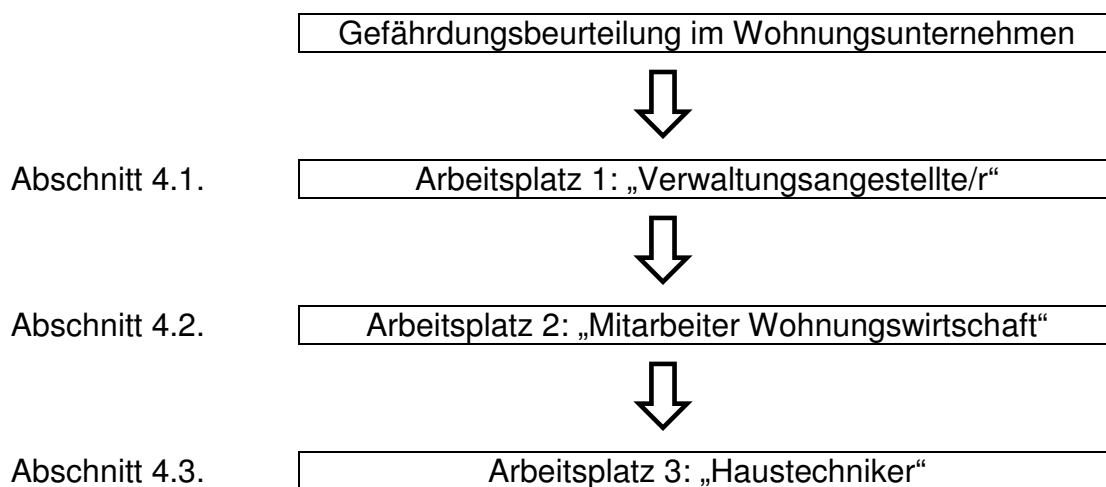 Gefährdungsbeurteilung im Wohnungsunternehmen
Abschnitt 4.1. Arbeitsplatz 1: „Verwaltungsangestellte/r“
Abschnitt 4.2. Arbeitsplatz 2: „Mitarbeiter Wohnungswirtschaft“
Abschnitt 4.3. Arbeitsplatz 3: „Haustechniker“